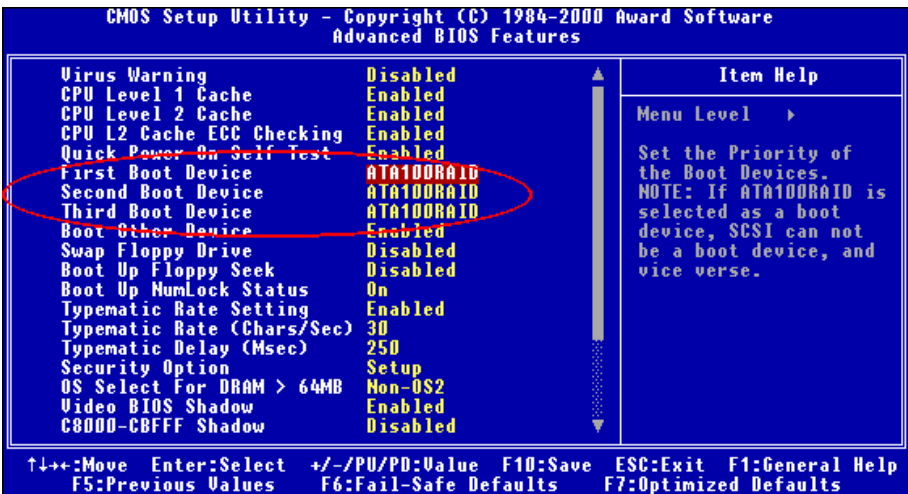 CMOS Setup Utility - Copyright (C) 1984-2000 Award Software
Advanced BIOS Features
Virus Warning Disabled
CPU Level 1 Cache Enabled
CPU Level 2 Cache Enabled
CPU L2 Cache ECC Checking Enabled
Quick Power On Self Test Enabled
First Boot Device ATA100RAID
Second Boot Device ATA100RAID
Third Boot Device ATA100RAID
Boot Other Device Enabled
Swap Floppy Drive Disabled
Boot Up Floppy Seek Disabled
Boot Up NumLock Status On
Typematic Rate Setting Enabled
Typematic Rate (Chars/Sec) 30
Typematic Delay (Msec) 250
Security Option Setup
OS Select For DRAM > 64MB Non-OS2
Video BIOS Shadow Enabled
C8000-CBFFF Shadow Disabled
Item Help
Menu Level ▸
Set the Priority of
the Boot Devices.
NOTE: If ATA100RAID is
selected as a boot
device, SCSI can not
be a boot device, and
vice verse.
↑↓→←:Move Enter:Select +/-/PU/PD:Value F10:Save ESC:Exit F1:General Help
F5:Previous Values F6:Fail-Safe Defaults F7:Optimized Defaults